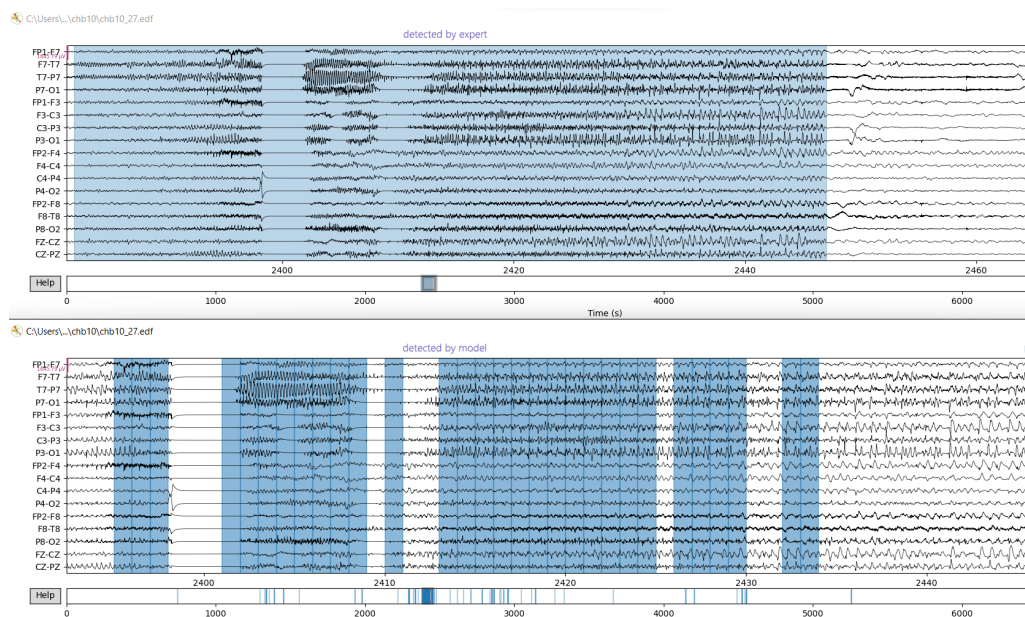 C:\Users\...\chb10\chb10_27.edf
detected by expert
FP1-F7
F7-T7
T7-P7
P7-O1
FP1-F3
F3-C3
C3-P3
P3-O1
FP2-F4
F4-C4
C4-P4
P4-O2
FP2-F8
F8-T8
P8-O2
FZ-CZ
CZ-PZ
2400 2420 2440 2460
Help
0 1000 2000 3000 4000 5000 6000
Time (s)
C:\Users\...\chb10\chb10_27.edf
detected by model
FP1-F7
F7-T7
T7-P7
P7-O1
FP1-F3
F3-C3
C3-P3
P3-O1
FP2-F4
F4-C4
C4-P4
P4-O2
FP2-F8
F8-T8
P8-O2
FZ-CZ
CZ-PZ
2400 2410 2420 2430 2440
Help
0 1000 2000 3000 4000 5000 6000